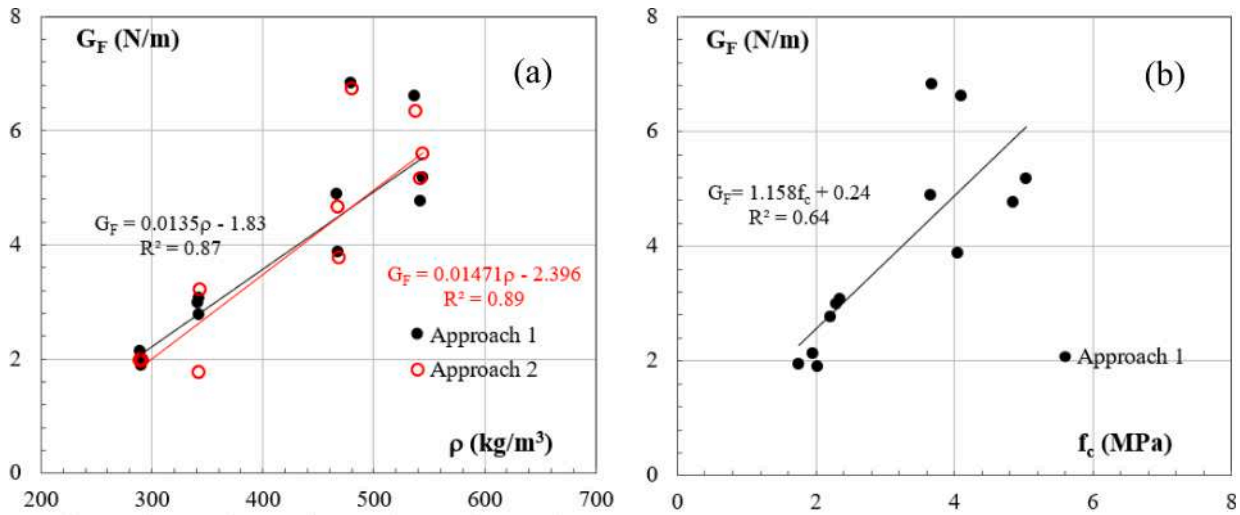 8
G_F (N/m)
(a)
6
G_F = 0.0135ρ - 1.83
R² = 0.87
4
G_F = 0.01471ρ - 2.396
R² = 0.89
Approach 1
2
Approach 2
ρ (kg/m³)
0
200 300 400 500 600 700
8
G_F (N/m)
(b)
6
G_F= 1.158f_c + 0.24
R² = 0.64
4
2
Approach 1
f_c (MPa)
0
0 2 4 6 8